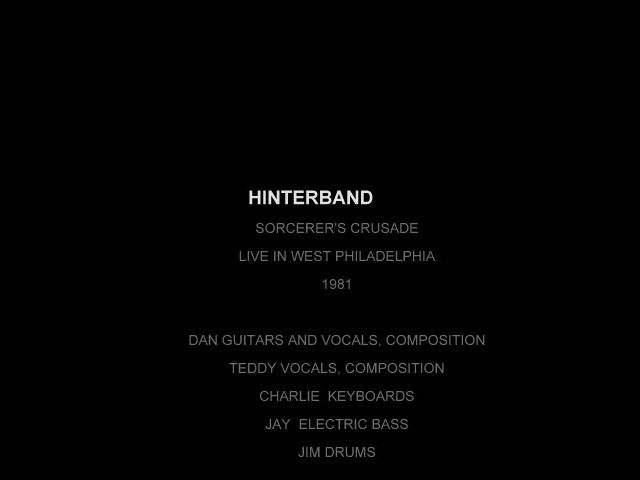 HINTERBAND
SORCERER'S CRUSADE
LIVE IN WEST PHILADELPHIA
1981
DAN GUITARS AND VOCALS, COMPOSITION
TEDDY VOCALS, COMPOSITION
CHARLIE  KEYBOARDS
JAY  ELECTRIC BASS
JIM DRUMS